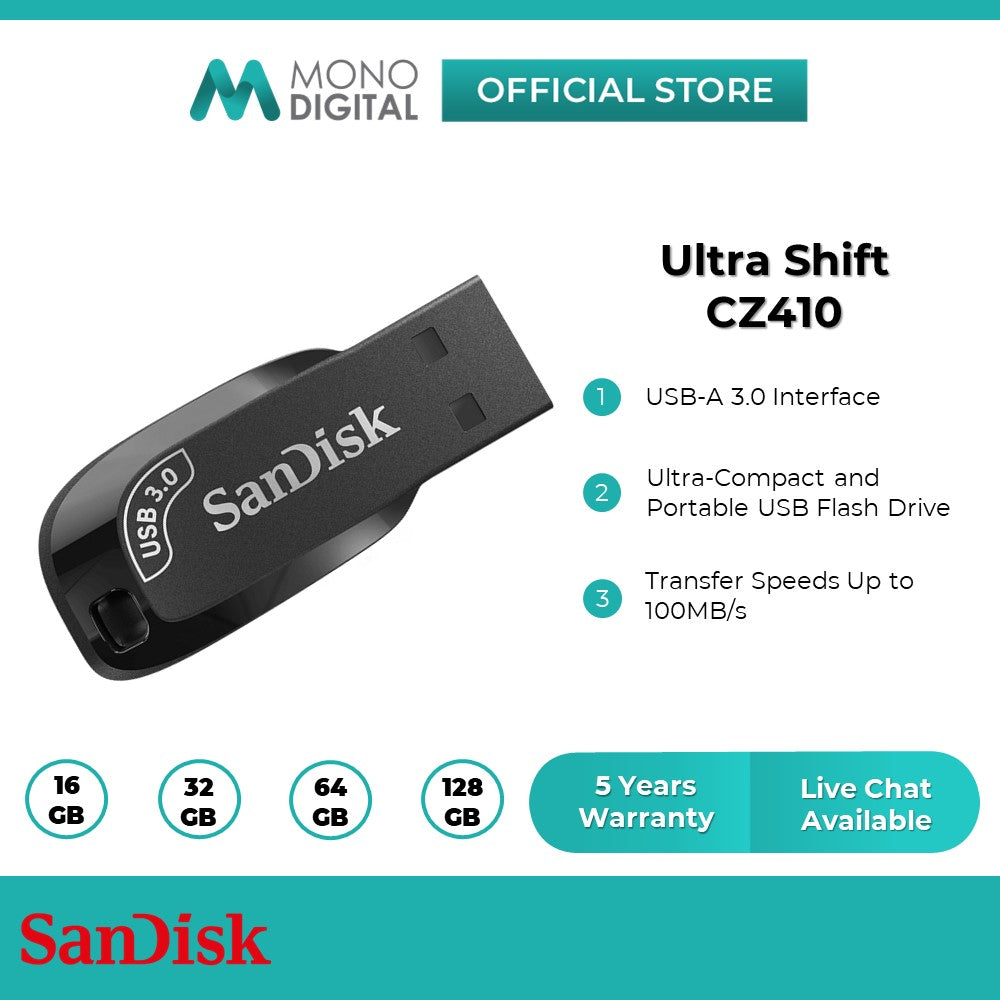 MONO
DIGITAL
OFFICIAL STORE
Ultra Shift
CZ410
1 USB-A 3.0 Interface
2 Ultra-Compact and
Portable USB Flash Drive
3 Transfer Speeds Up to
100MB/s
SanDisk
USB 3.0
16
GB
32
GB
64
GB
128
GB
5 Years
Warranty
Live Chat
Available
SanDisk